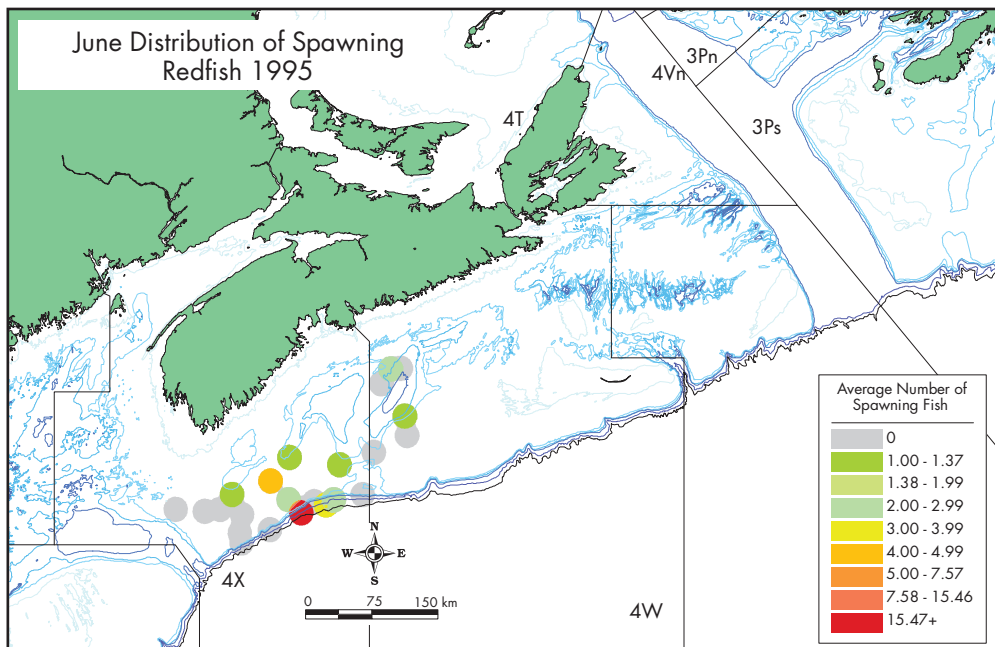 June Distribution of Spawning
Redfish 1995
3Pn
4Vn
4T
3Ps
Average Number of
Spawning Fish
0
1.00 - 1.37
1.38 - 1.99
2.00 - 2.99
3.00 - 3.99
4.00 - 4.99
5.00 - 7.57
7.58 - 15.46
15.47+
N
W E
S
4X
0 75 150 km
4W